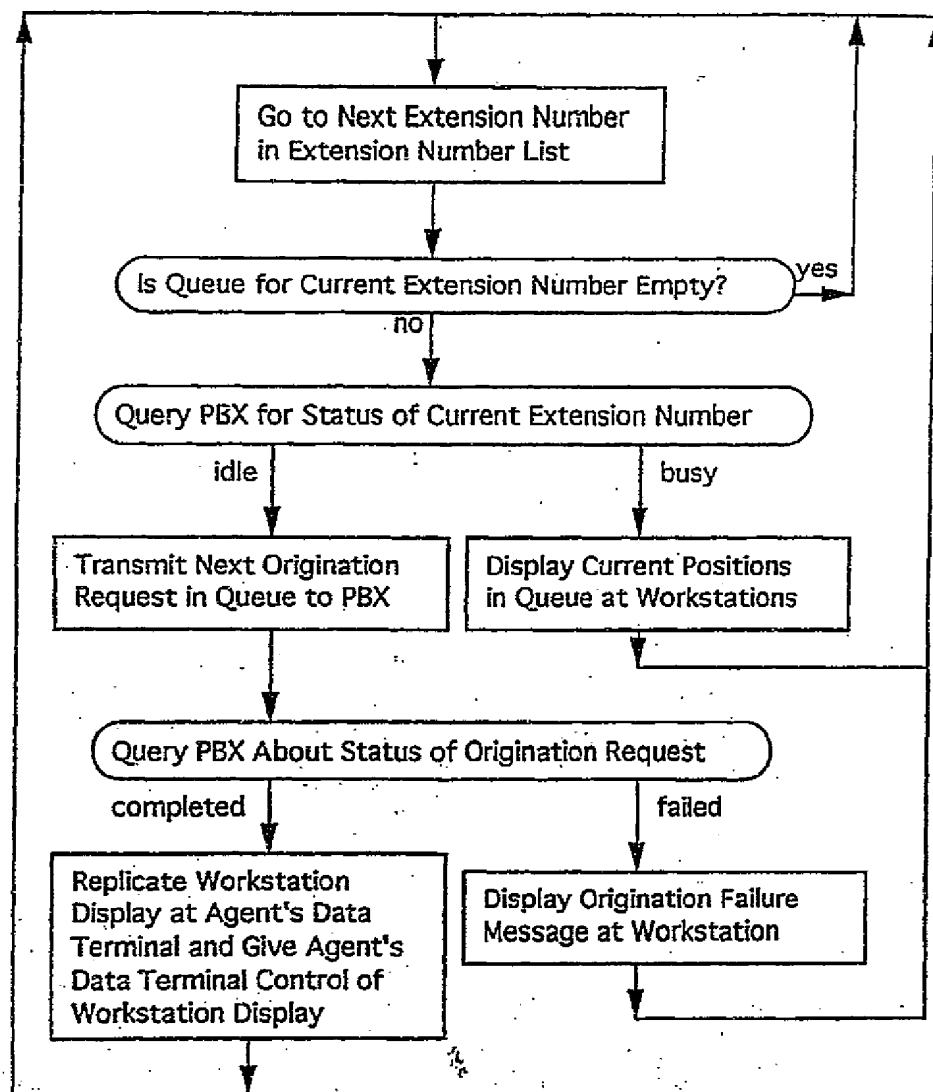 Go to Next Extension Number
in Extension Number List
Is Queue for Current Extension Number Empty?
yes
no
Query PBX for Status of Current Extension Number
idle
busy
Transmit Next Origination
Request in Queue to PBX
Display Current Positions
in Queue at Workstations
Query PBX About Status of Origination Request
completed
failed
Replicate Workstation
Display at Agent's Data
Terminal and Give Agent's
Data Terminal Control of
Workstation Display
Display Origination Failure
Message at Workstation